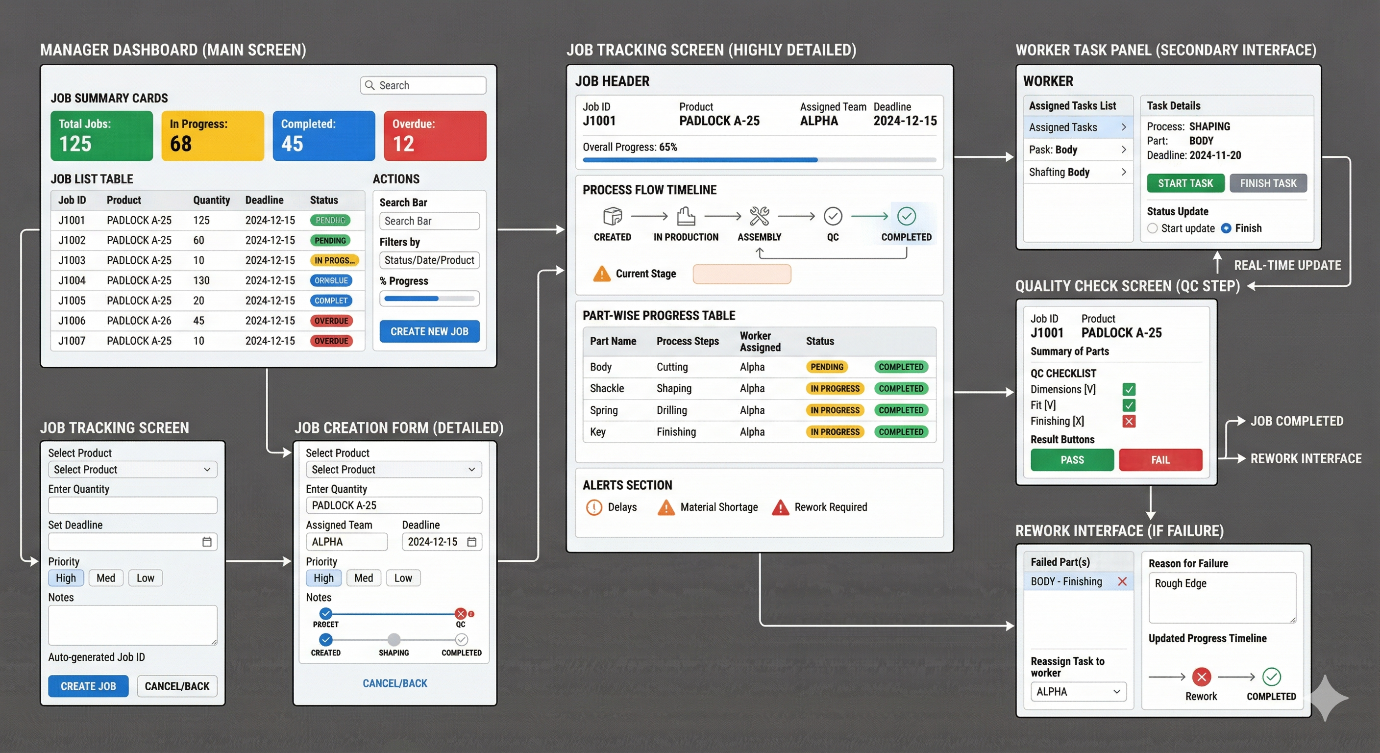 MANAGER DASHBOARD (MAIN SCREEN)
Search
JOB SUMMARY CARDS
Total Jobs:
125
In Progress:
68
Completed:
45
Overdue:
12
JOB LIST TABLE
Job ID Product Quantity Deadline Status
J1001 PADLOCK A-25 125 2024-12-15
J1002 PADLOCK A-25 60 2024-12-15 PENDING
J1003 PADLOCK A-25 10 2024-12-15 IN PROGS...
J1004 PADLOCK A-25 130 2024-12-15
J1005 PADLOCK A-25 20 2024-12-15 COMPLET
J1006 PADLOCK A-26 45 2024-12-15 OVERDUE
J1007 PADLOCK A-25 10 2024-12-15 OVERDUE
ACTIONS
Search Bar
Search Bar
Filters by
Status/Date/Product
% Progress
CREATE NEW JOB
JOB TRACKING SCREEN
Select Product
Select Product
Enter Quantity
Set Deadline
Priority
High Med Low
Notes
Auto-generated Job ID
CREATE JOB CANCEL/BACK
JOB CREATION FORM (DETAILED)
Select Product
Select Product
Enter Quantity
PADLOCK A-25
Assigned Team Deadline
ALPHA 2024-12-15
Priority
High Med Low
Notes
PROCET QC
CREATED SHAPING COMPLETED
CANCEL/BACK
JOB TRACKING SCREEN (HIGHLY DETAILED)
JOB HEADER
Job ID Product Assigned Team Deadline
J1001 PADLOCK A-25 ALPHA 2024-12-15
Overall Progress: 65%
PROCESS FLOW TIMELINE
CREATED IN PRODUCTION ASSEMBLY QC COMPLETED
Current Stage
PART-WISE PROGRESS TABLE
Part Name Process Steps Worker Assigned Status
Body Cutting Alpha PENDING COMPLETED
Shackle Shaping Alpha IN PROGRESS COMPLETED
Spring Drilling Alpha IN PROGRESS COMPLETED
Key Finishing Alpha IN PROGRESS COMPLETED
ALERTS SECTION
Delays Material Shortage Rework Required
WORKER TASK PANEL (SECONDARY INTERFACE)
WORKER
Assigned Tasks List
Assigned Tasks
Pask: Body
Shafting Body
Task Details
Process: SHAPING
Part: BODY
Deadline: 2024-11-20
START TASK FINISH TASK
Status Update
Start update Finish
REAL-TIME UPDATE
QUALITY CHECK SCREEN (QC STEP)
Job ID Product
J1001 PADLOCK A-25
Summary of Parts
QC CHECKLIST
Dimensions [V]
Fit [V]
Finishing [X]
Result Buttons
PASS FAIL
JOB COMPLETED
REWORK INTERFACE
REWORK INTERFACE (IF FAILURE)
Failed Part(s)
BODY - Finishing
Reassign Task to
worker
ALPHA
Reason for Failure
Rough Edge
Updated Progress Timeline
Rework COMPLETED